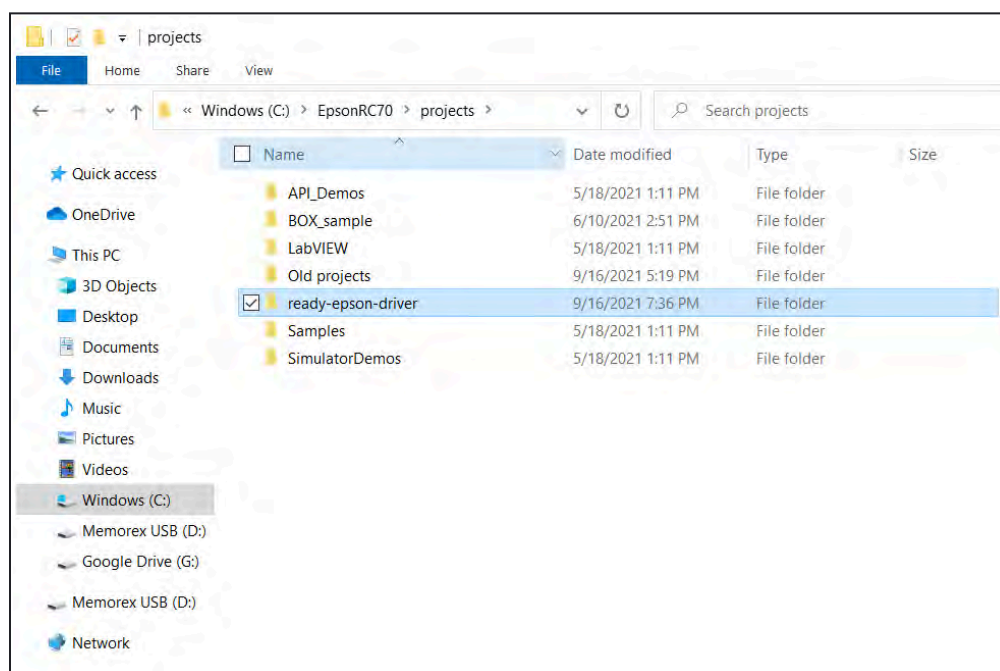 projects
File Home Share View
« Windows (C:) > EpsonRC70 > projects > Search projects
Name Date modified Type Size
Quick access
OneDrive
This PC
3D Objects
Desktop
Documents
Downloads
Music
Pictures
Videos
Windows (C:)
Memorex USB (D:)
Google Drive (G:)
Memorex USB (D:)
Network
API_Demos 5/18/2021 1:11 PM File folder
BOX_sample 6/10/2021 2:51 PM File folder
LabVIEW 5/18/2021 1:11 PM File folder
Old projects 9/16/2021 5:19 PM File folder
ready-epson-driver 9/16/2021 7:36 PM File folder
Samples 5/18/2021 1:11 PM File folder
SimulatorDemos 5/18/2021 1:11 PM File folder